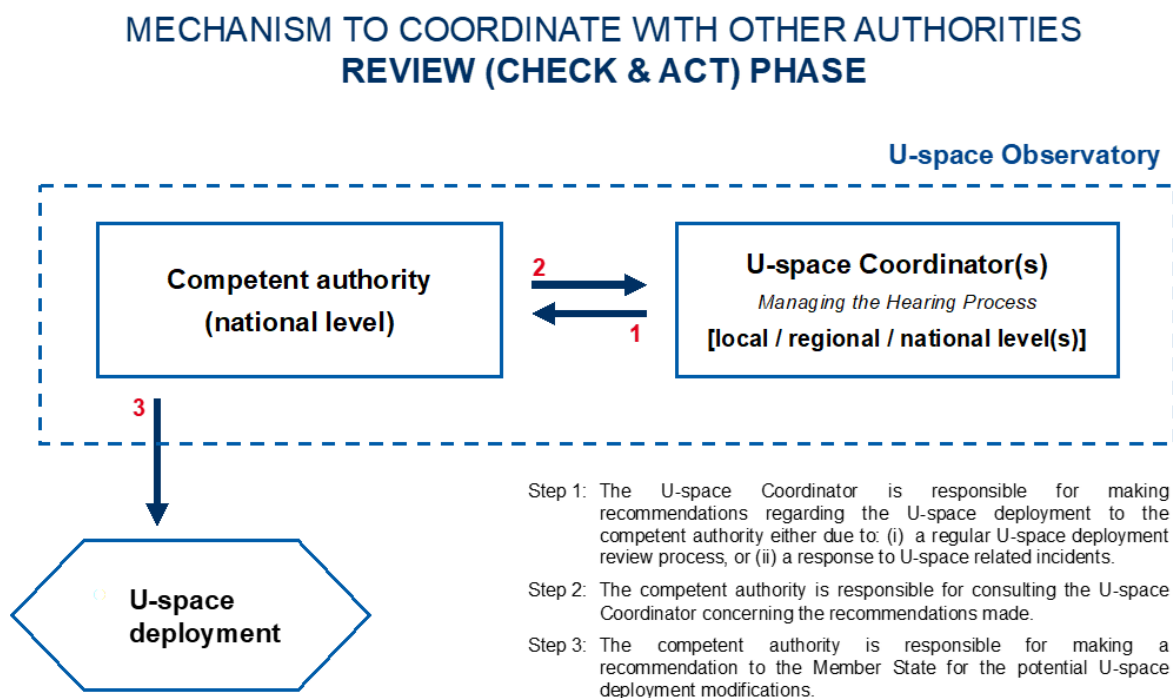 MECHANISM TO COORDINATE WITH OTHER AUTHORITIES
REVIEW (CHECK & ACT) PHASE
U-space Observatory
Competent authority
(national level)
2
1
U-space Coordinator(s)
Managing the Hearing Process
[local / regional / national level(s)]
3
U-space
deployment
Step 1: The U-space Coordinator is responsible for making
recommendations regarding the U-space deployment to the
competent authority either due to: (i) a regular U-space deployment
review process, or (ii) a response to U-space related incidents.
Step 2: The competent authority is responsible for consulting the U-space
Coordinator concerning the recommendations made.
Step 3: The competent authority is responsible for making a
recommendation to the Member State for the potential U-space
deployment modifications.